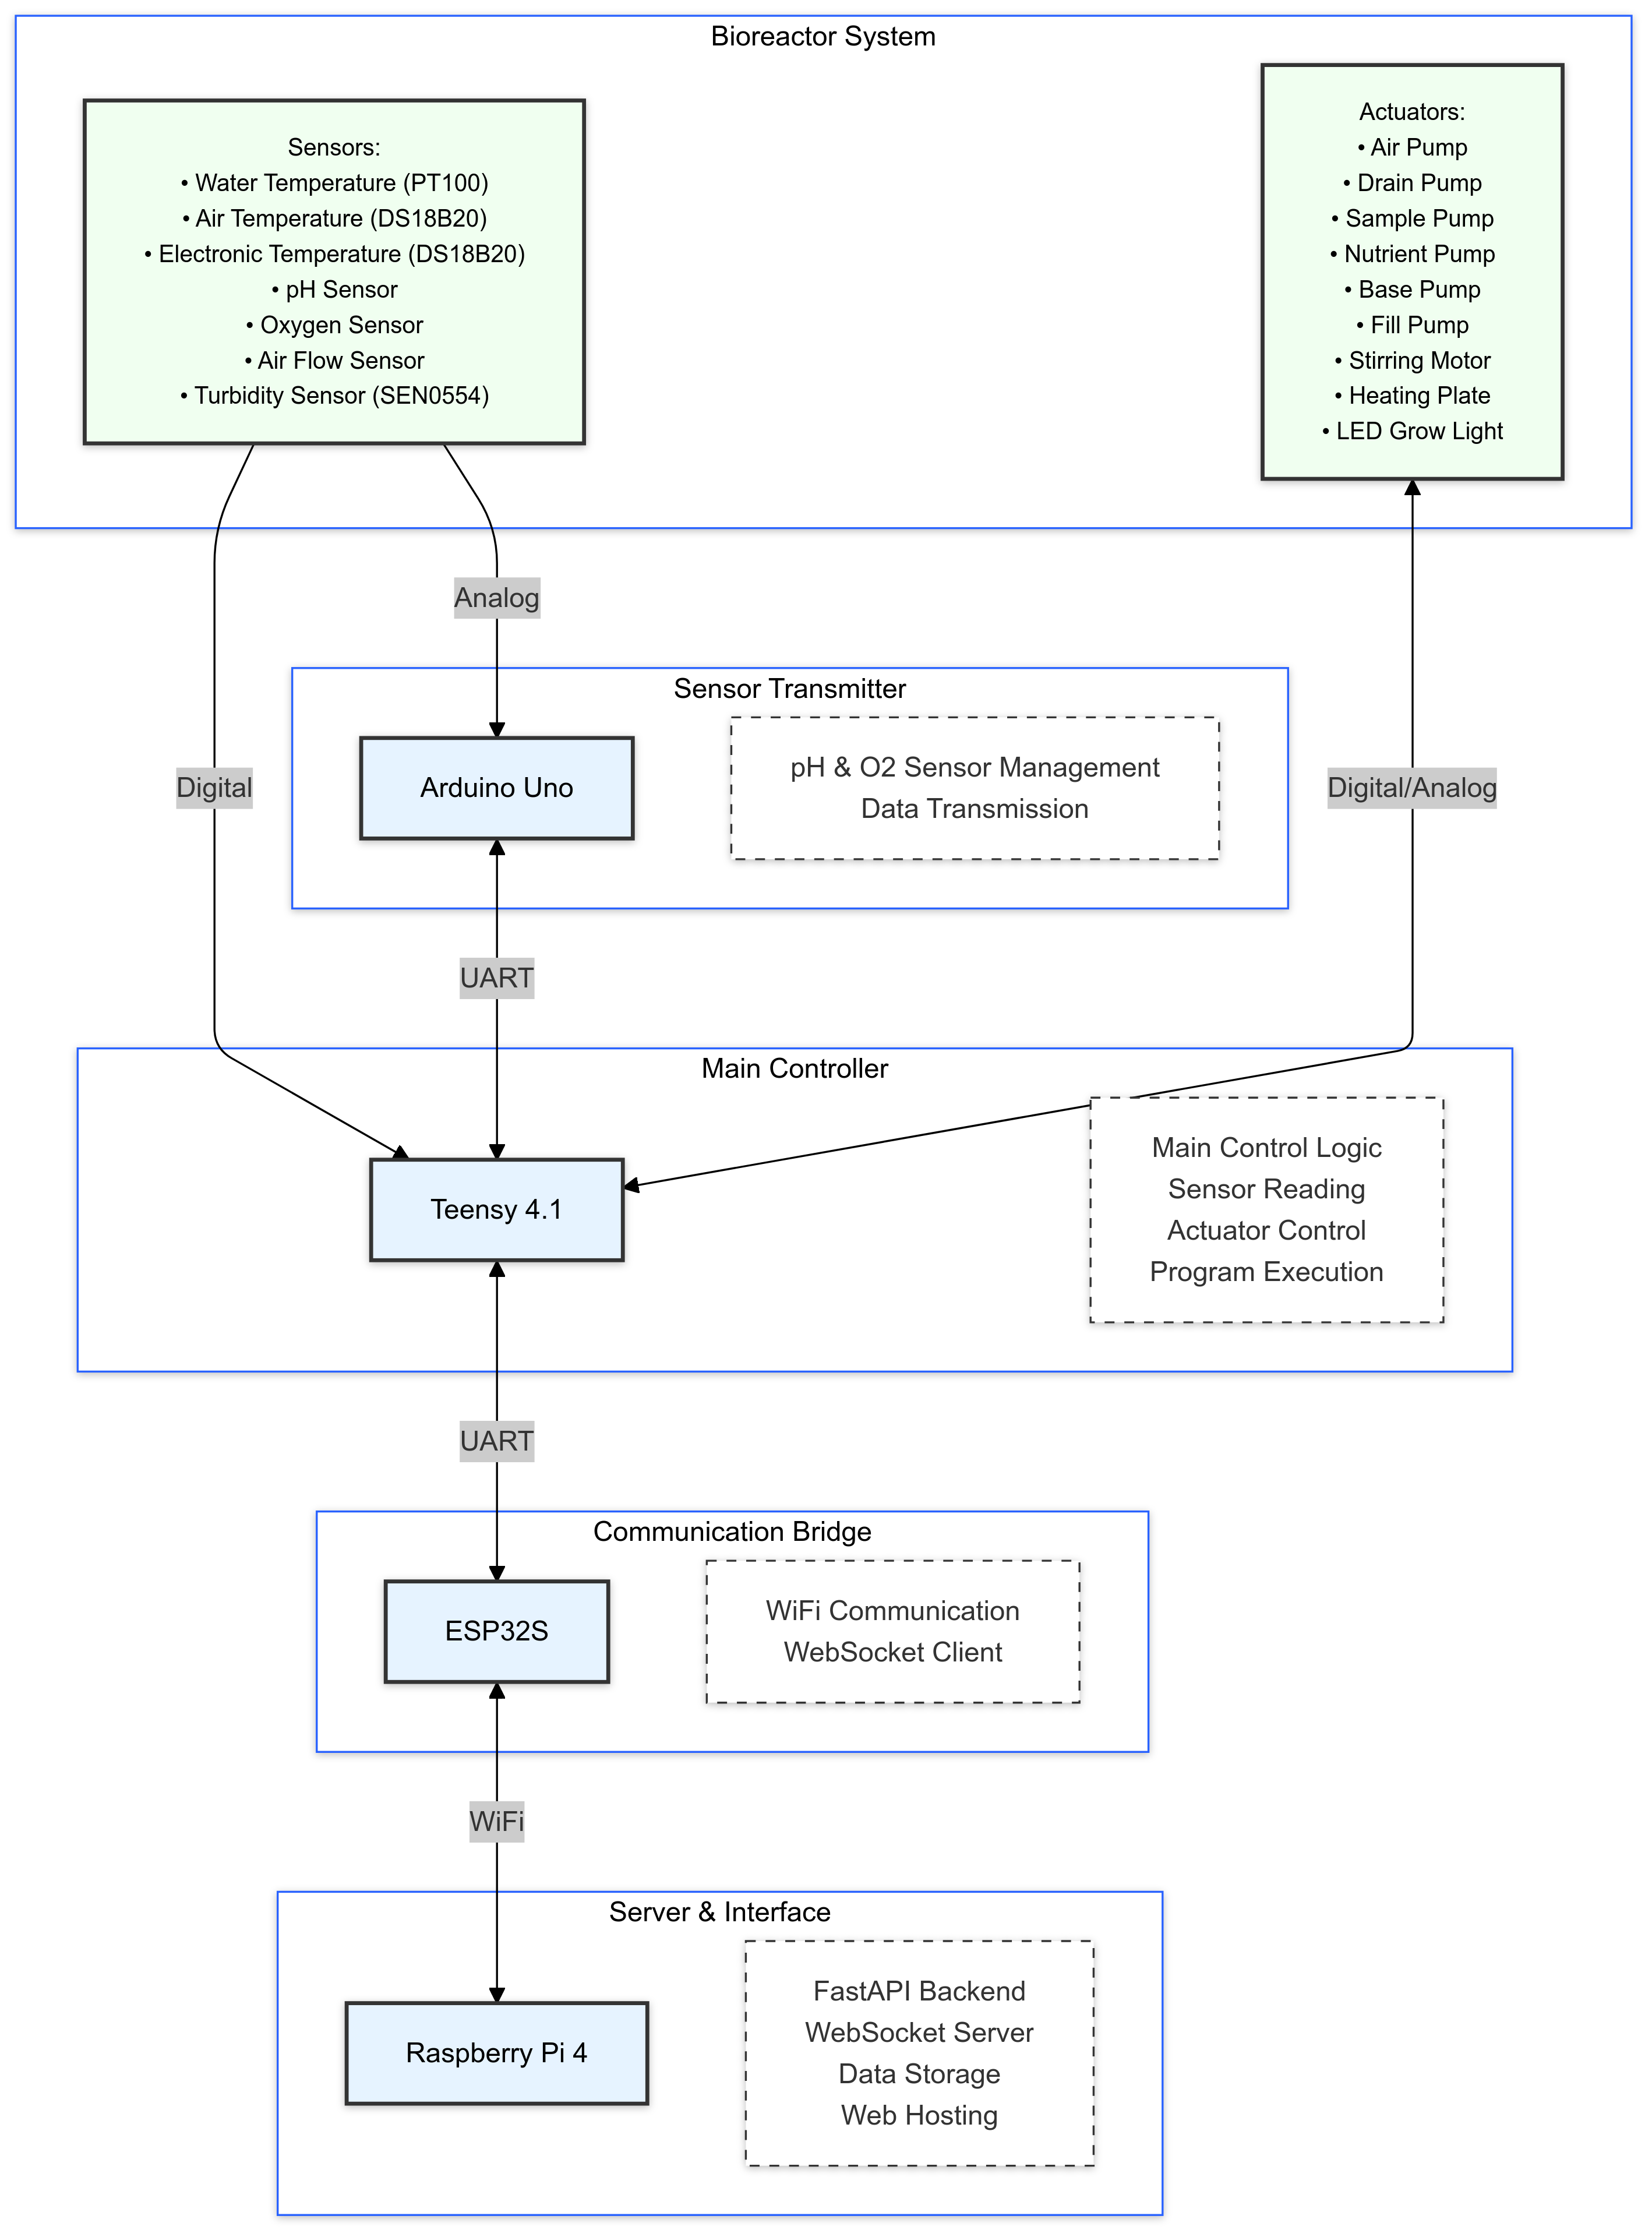 Bioreactor System
Sensors:
• Water Temperature (PT100)
• Air Temperature (DS18B20)
• Electronic Temperature (DS18B20)
• pH Sensor
• Oxygen Sensor
• Air Flow Sensor
• Turbidity Sensor (SEN0554)
Actuators:
• Air Pump
• Drain Pump
• Sample Pump
• Nutrient Pump
• Base Pump
• Fill Pump
• Stirring Motor
• Heating Plate
• LED Grow Light
Analog
Digital
Digital/Analog
Sensor Transmitter
Arduino Uno
pH & O2 Sensor Management
Data Transmission
UART
Main Controller
Teensy 4.1
Main Control Logic
Sensor Reading
Actuator Control
Program Execution
UART
Communication Bridge
ESP32S
WiFi Communication
WebSocket Client
WiFi
Server & Interface
Raspberry Pi 4
FastAPI Backend
WebSocket Server
Data Storage
Web Hosting